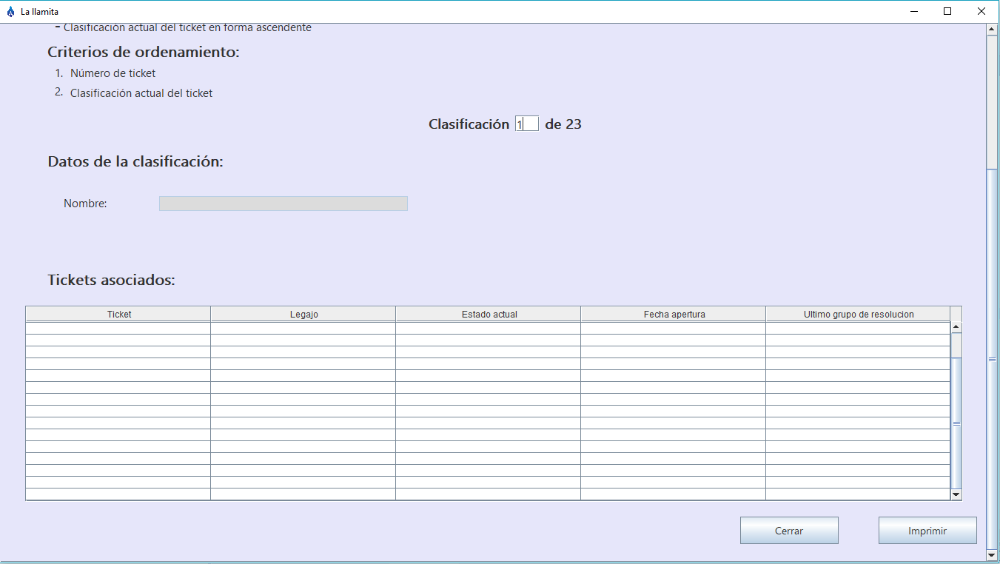 La llamita
- Clasificación actual del ticket en forma ascendente
Criterios de ordenamiento:
1. Número de ticket
2. Clasificación actual del ticket
Clasificación 1 de 23
Datos de la clasificación:
Nombre:
Tickets asociados:
Ticket Legajo Estado actual Fecha apertura Ultimo grupo de resolucion
Cerrar Imprimir